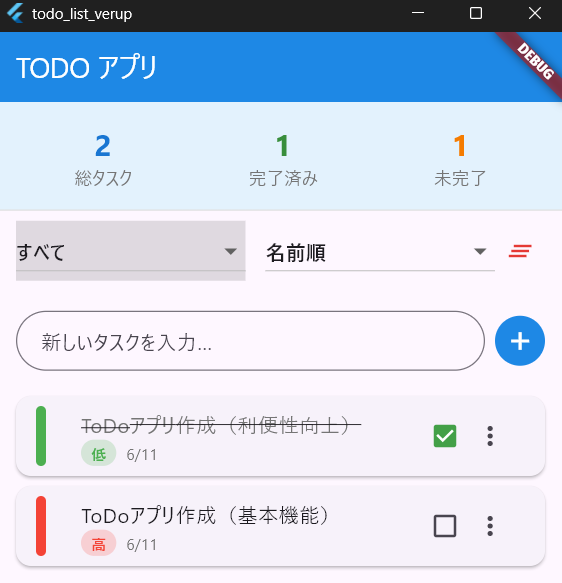 todo_list_verup
DEBUG
TODO アプリ
2 1 1
総タスク 完了済み 未完了
すべて 名前順
新しいタスクを入力...
ToDoアプリ作成（利便性向上）
低 6/11
ToDoアプリ作成（基本機能）
高 6/11